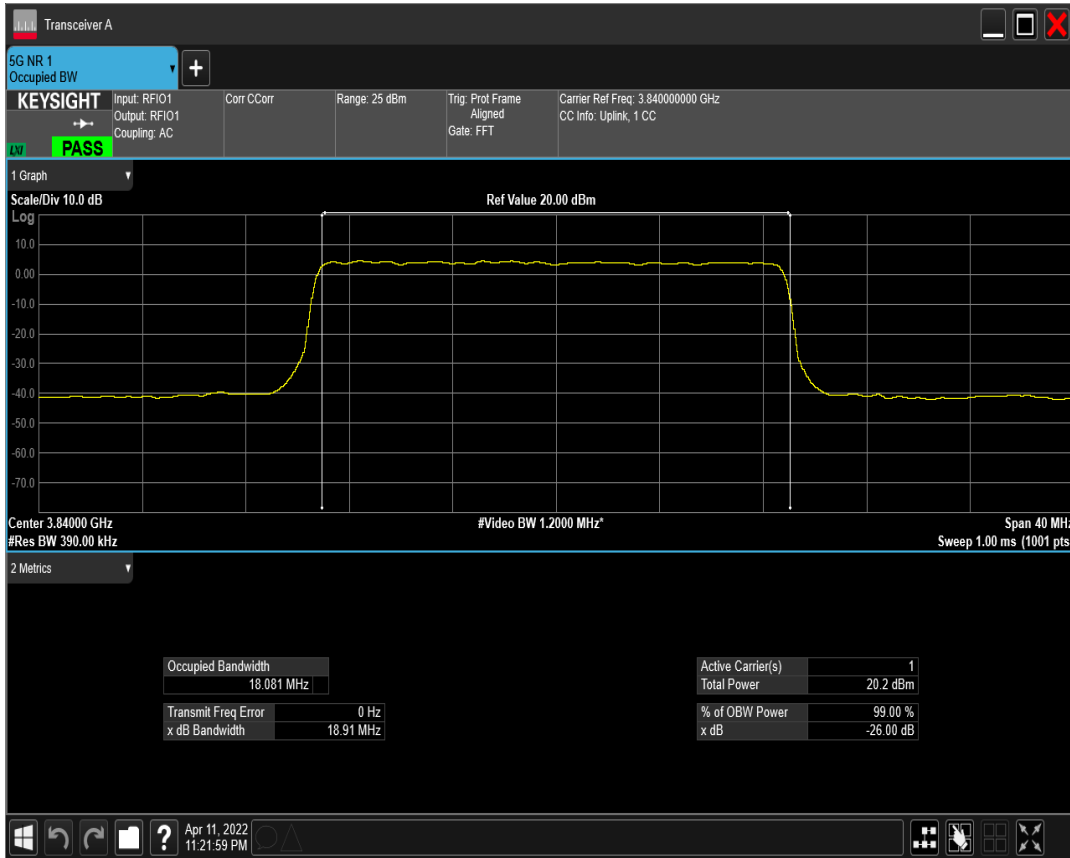 Transceiver A
5G NR 1
Occupied BW
KEYSIGHT
LXI
PASS
Input: RFIO1
Output: RFIO1
Coupling: AC
Corr CCorr
Range: 25 dBm
Trig: Prot Frame
Aligned
Gate: FFT
Carrier Ref Freq: 3.840000000 GHz
CC Info: Uplink, 1 CC
1 Graph
Scale/Div 10.0 dB
Ref Value 20.00 dBm
Log
10.0
0.00
-10.0
-20.0
-30.0
-40.0
-50.0
-60.0
-70.0
Center 3.84000 GHz
#Video BW 1.2000 MHz*
Span 40 MHz
#Res BW 390.00 kHz
Sweep 1.00 ms (1001 pts
2 Metrics
Occupied Bandwidth
18.081 MHz
Transmit Freq Error 0 Hz
x dB Bandwidth 18.91 MHz
Active Carrier(s) 1
Total Power 20.2 dBm
% of OBW Power 99.00 %
x dB -26.00 dB
?
Apr 11, 2022
11:21:59 PM